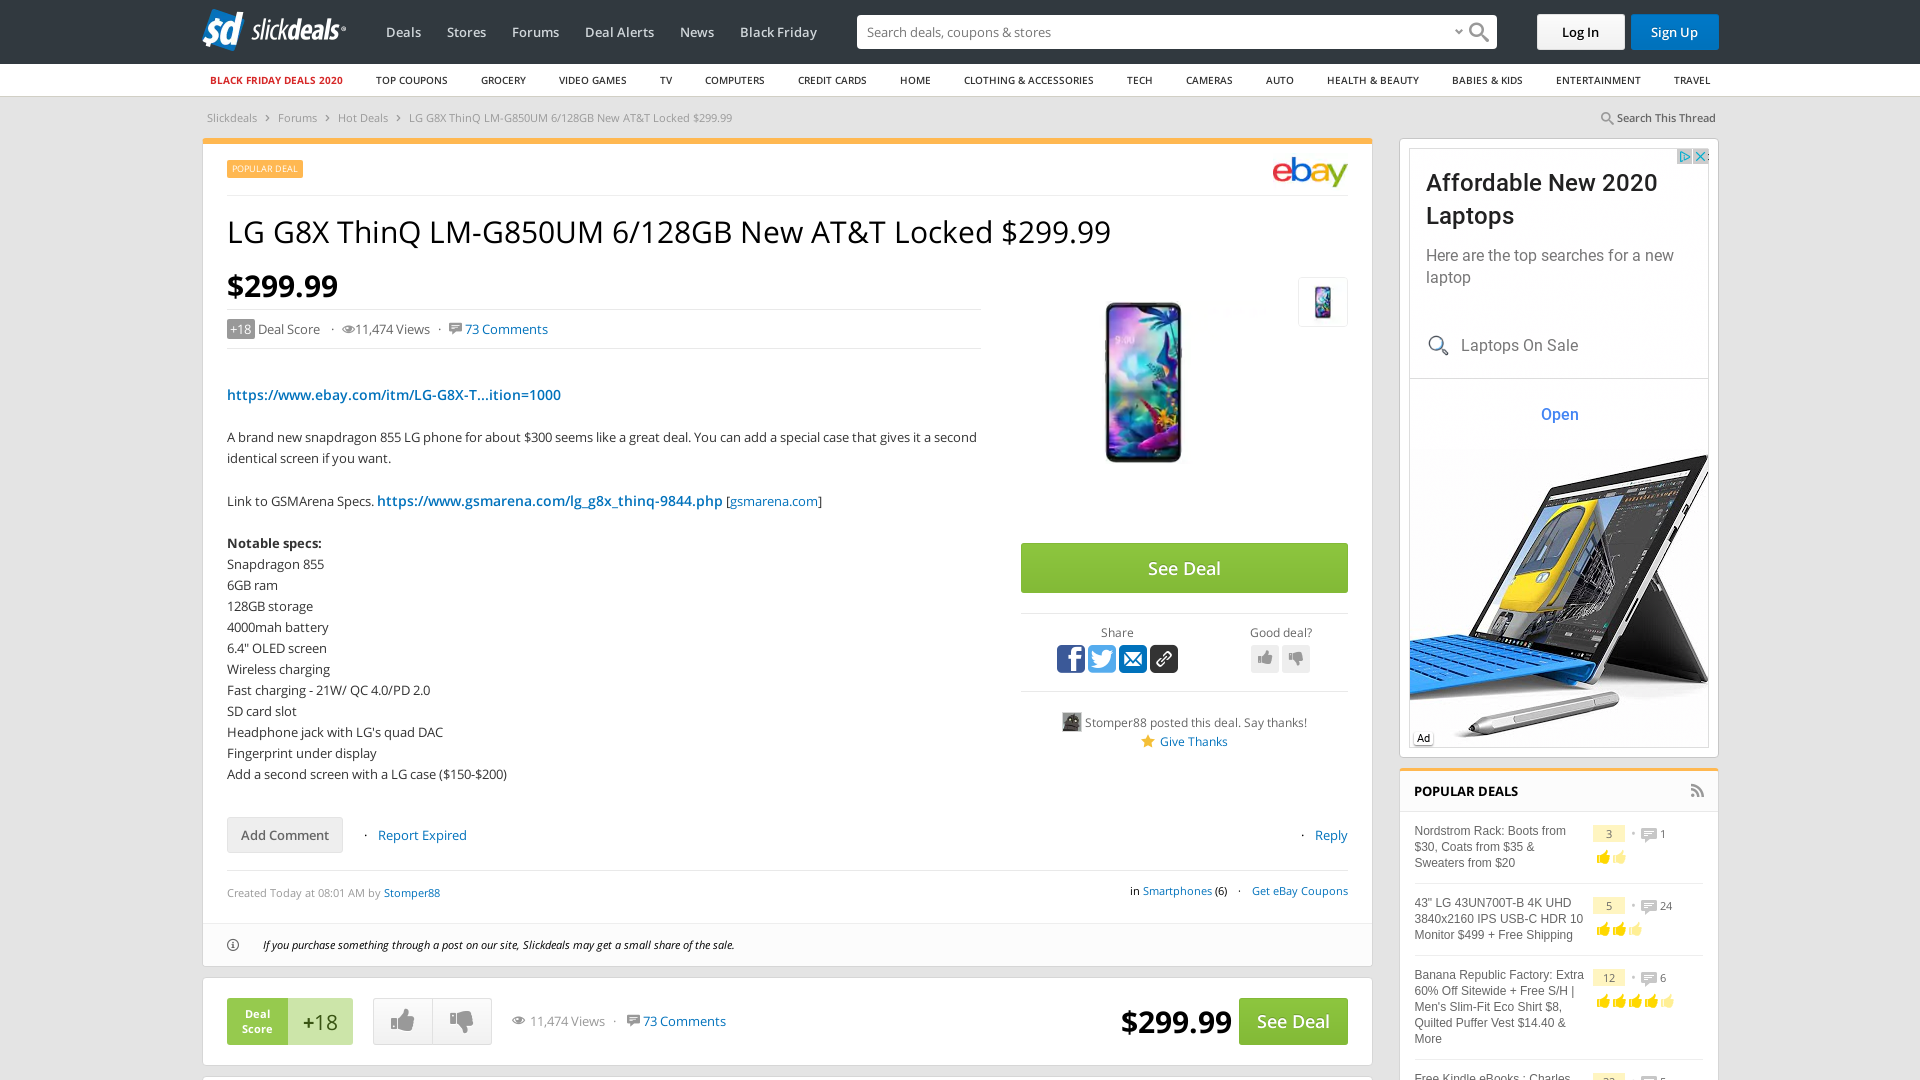 sd slickdeals
Deals
Stores
Forums
Deal Alerts
News
Black Friday
Search deals, coupons & stores
Log In
Sign Up
BLACK FRIDAY DEALS 2020
TOP COUPONS
GROCERY
VIDEO GAMES
TV
COMPUTERS
CREDIT CARDS
HOME
CLOTHING & ACCESSORIES
TECH
CAMERAS
AUTO
HEALTH & BEAUTY
BABIES & KIDS
ENTERTAINMENT
TRAVEL
Slickdeals › Forums › Hot Deals › LG G8X ThinQ LM-G850UM 6/128GB New AT&T Locked $299.99
Search This Thread
POPULAR DEAL
ebay
LG G8X ThinQ LM-G850UM 6/128GB New AT&T Locked $299.99
$299.99
+18 Deal Score · 11,474 Views · 73 Comments
https://www.ebay.com/itm/LG-G8X-T...ition=1000
A brand new snapdragon 855 LG phone for about $300 seems like a great deal. You can add a special case that gives it a second
identical screen if you want.
Link to GSMArena Specs. https://www.gsmarena.com/lg_g8x_thinq-9844.php [gsmarena.com]
Notable specs:
Snapdragon 855
6GB ram
128GB storage
4000mah battery
6.4" OLED screen
Wireless charging
Fast charging - 21W/ QC 4.0/PD 2.0
SD card slot
Headphone jack with LG's quad DAC
Fingerprint under display
Add a second screen with a LG case ($150-$200)
See Deal
Share
Good deal?
Stomper88 posted this deal. Say thanks!
Give Thanks
Add Comment
· Report Expired
· Reply
Created Today at 08:01 AM by Stomper88
in Smartphones (6) · Get eBay Coupons
If you purchase something through a post on our site, Slickdeals may get a small share of the sale.
Deal
Score
+18
11,474 Views · 73 Comments
$299.99
See Deal
Affordable New 2020
Laptops
Here are the top searches for a new
laptop
Laptops On Sale
Open
Ad
POPULAR DEALS
Nordstrom Rack: Boots from
$30, Coats from $35 &
Sweaters from $20
3 · 1
43" LG 43UN700T-B 4K UHD
3840x2160 IPS USB-C HDR 10
Monitor $499 + Free Shipping
5 · 24
Banana Republic Factory: Extra
60% Off Sitewide + Free S/H |
Men's Slim-Fit Eco Shirt $8,
Quilted Puffer Vest $14.40 &
More
12 · 6
Free Kindle eBooks : Charles